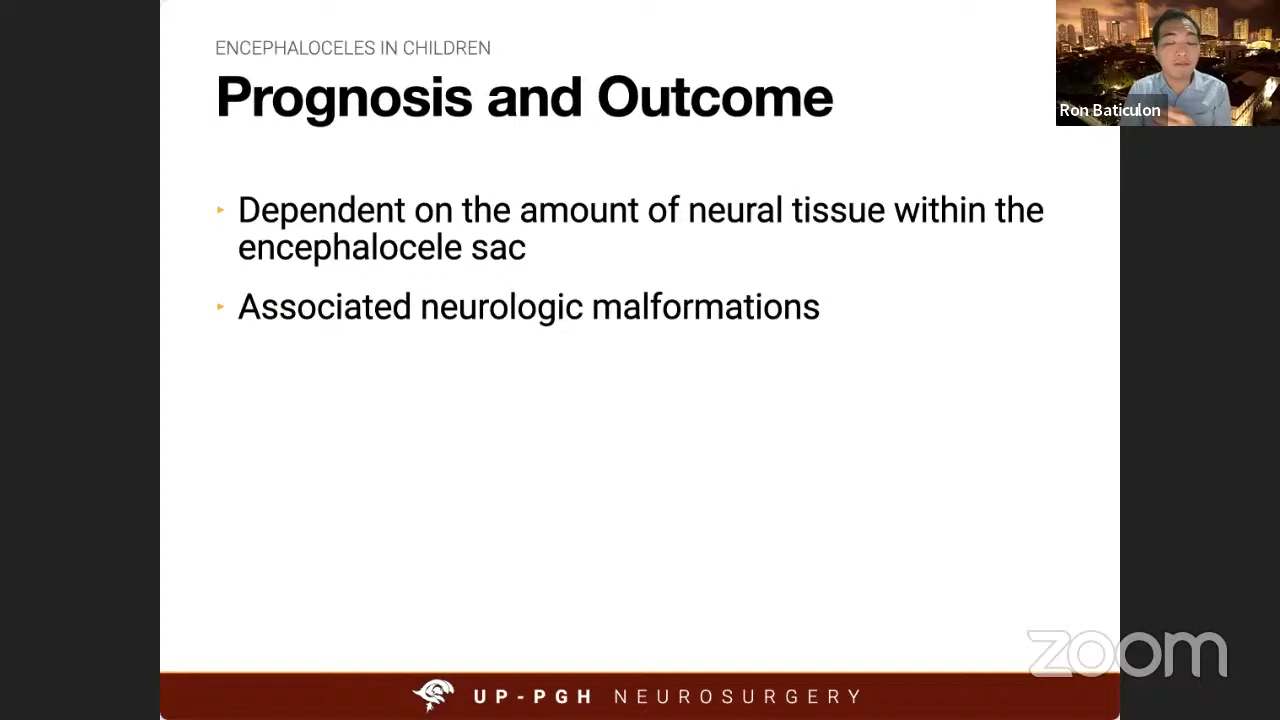 ENCEPHALOCELES IN CHILDREN
Prognosis and Outcome
Ron Baticulon
Dependent on the amount of neural tissue within the
encephalocele sac
Associated neurologic malformations
zoom
UP-PGH NEUROSURGERY